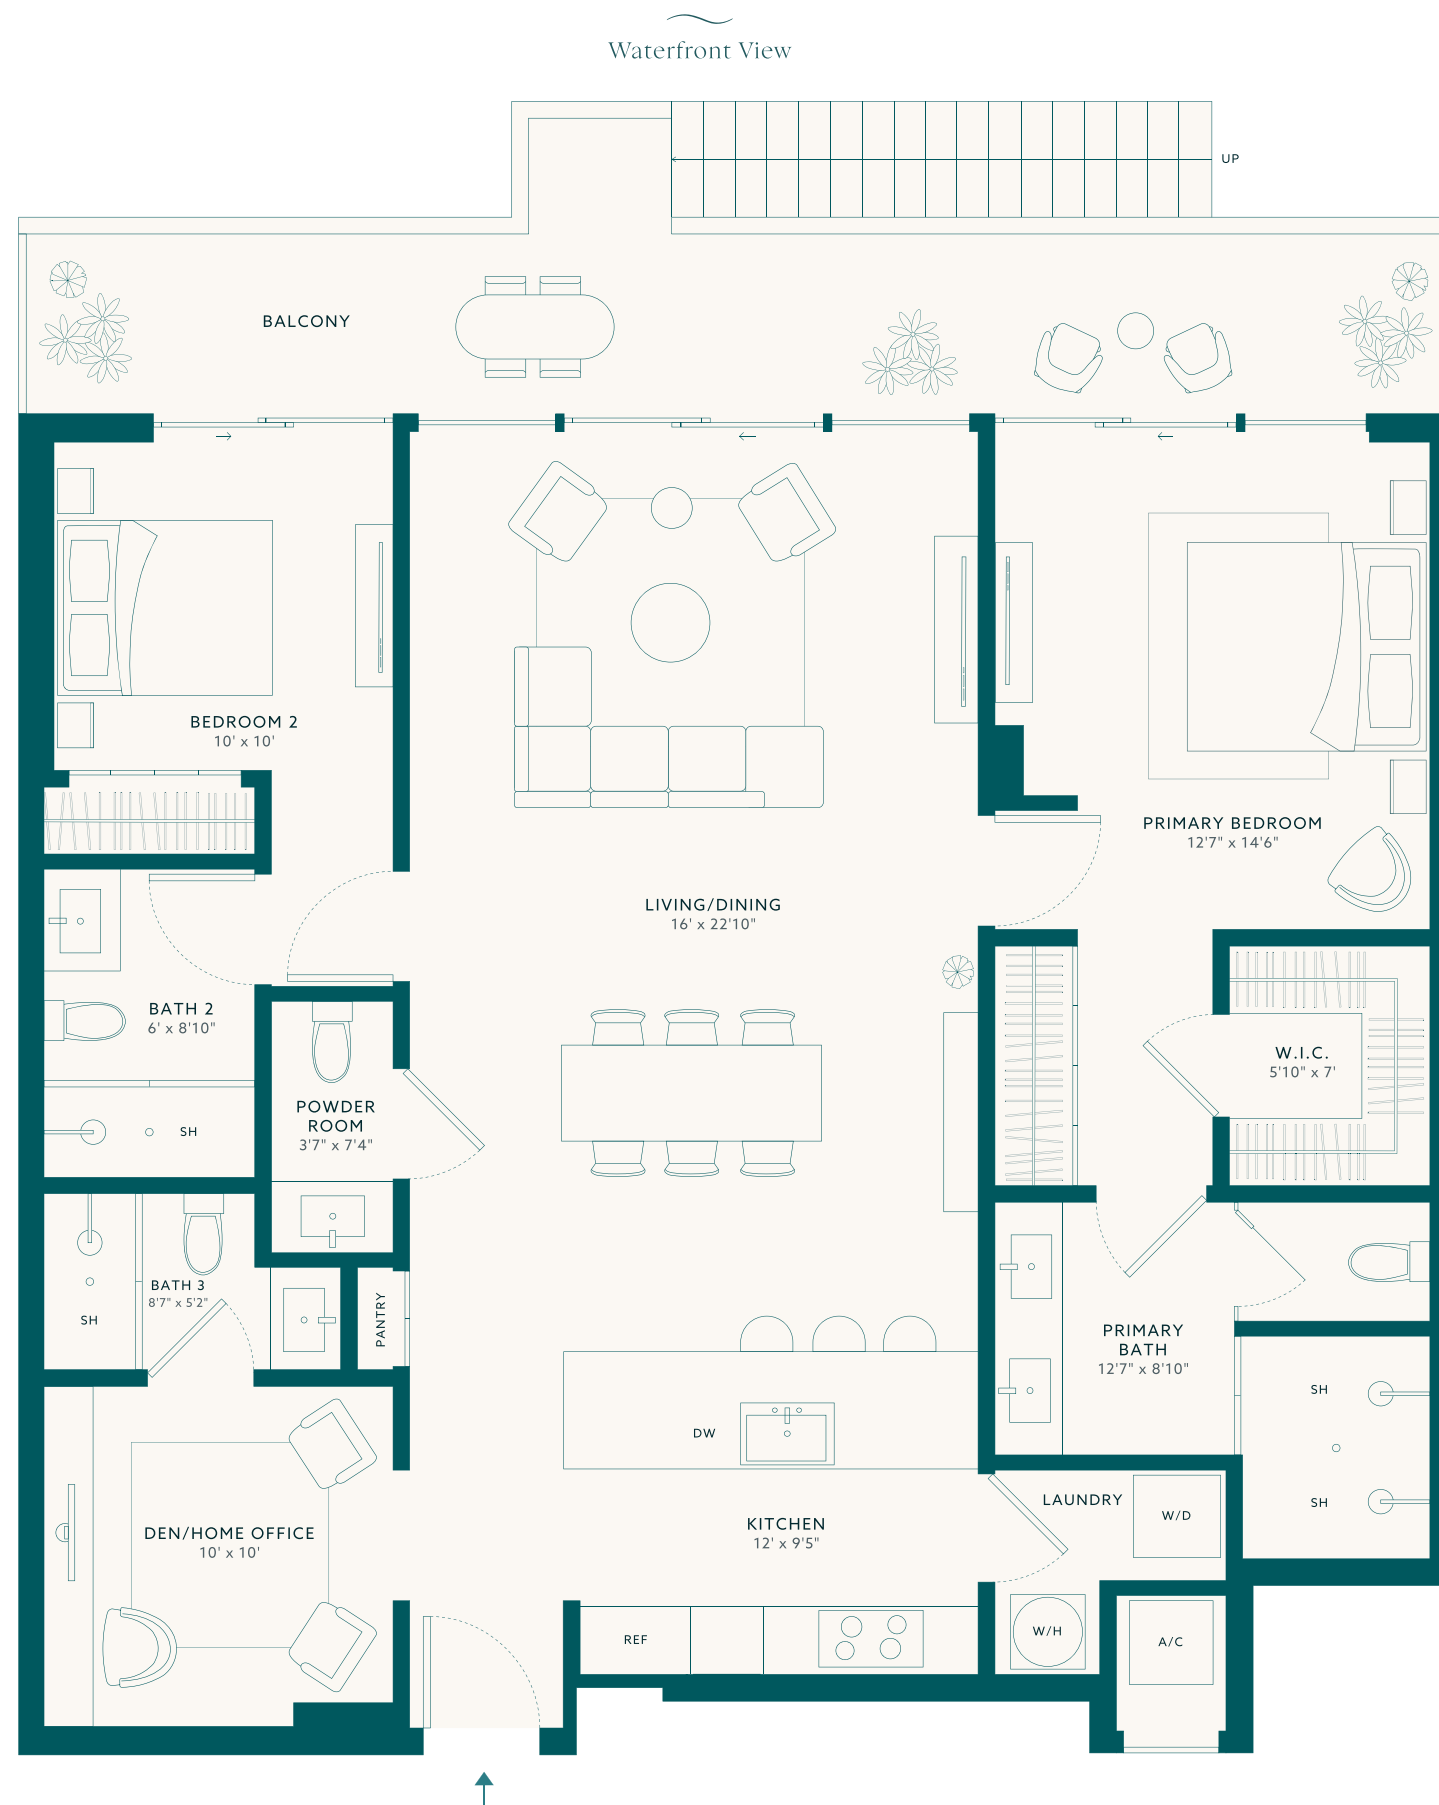 Waterfront View
UP
BALCONY
BEDROOM 2
10' x 10'
PRIMARY BEDROOM
12'7" x 14'6"
LIVING/DINING
16' x 22'10"
BATH 2
6' x 8'10"
W.I.C.
5'10" x 7'
POWDER
ROOM
3'7" x 7'4"
SH
BATH 3
8'7" x 5'2"
SH
PANTRY
PRIMARY
BATH
12'7" x 8'10"
SH
SH
DW
LAUNDRY
W/D
KITCHEN
12' x 9'5"
DEN/HOME OFFICE
10' x 10'
REF
W/H
A/C